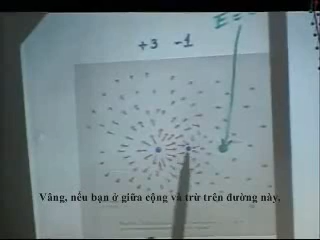 E=
+3 -1
Vâng, nếu bạn ở giữa cộng và trừ trên đường này,